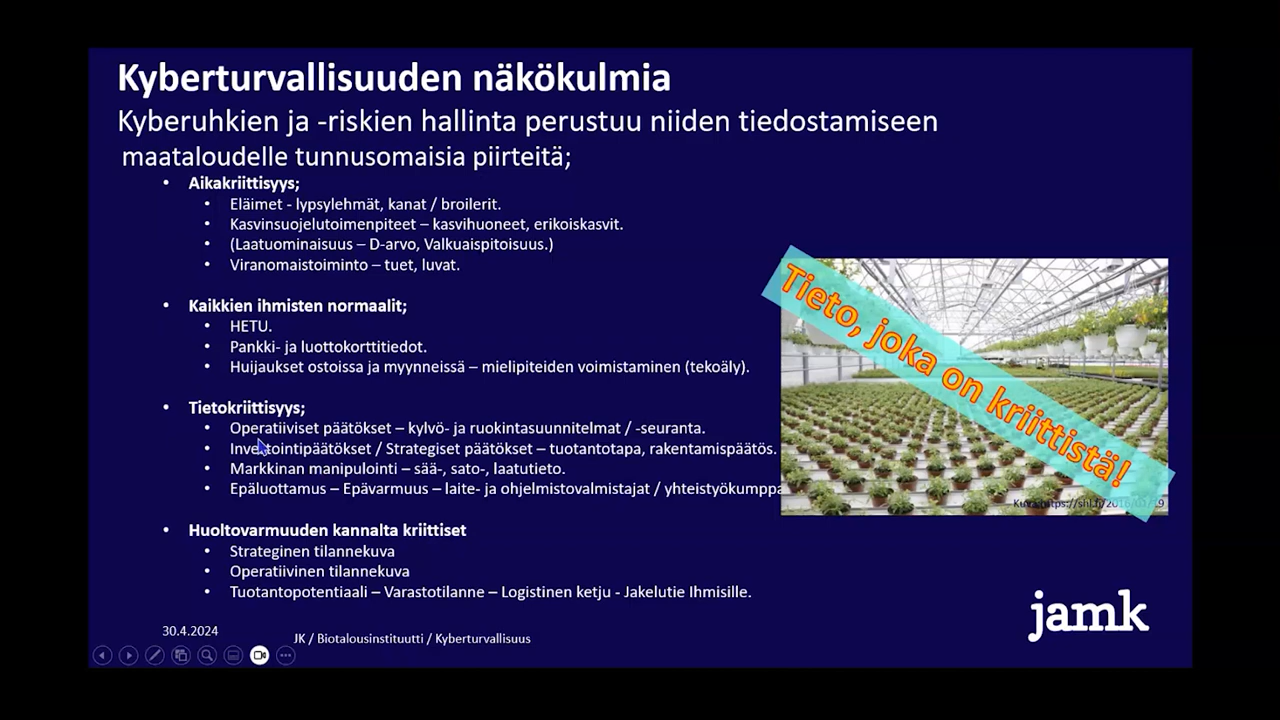 Kyberturvallisuuden näkökulmia
Kyberuhkien ja -riskien hallinta perustuu niiden tiedostamiseen
maataloudelle tunnusomaisia piirteitä;
• Aikakriittisyys;
• Eläimet - lypsylehmät, kanat / broilerit.
• Kasvinsuojelutoimenpiteet – kasvihuoneet, erikoiskasvit.
• (Laatuominaisuus – D-arvo, Valkuaispitoisuus.)
• Viranomaistoiminto – tuet, luvat.
• Kaikkien ihmisten normaalit;
• HETU.
• Pankki- ja luottokorttitiedot.
• Huijaukset ostoissa ja myynneissä – mielipiteiden voimistaminen (tekoäly).
• Tietokriittisyys;
• Operatiiviset päätökset – kylvö- ja ruokintasuunnitelmat / -seuranta.
• Investointipäätökset / Strategiset päätökset – tuotantotapa, rakentamispäätös.
• Markkinan manipulointi – sää-, sato-, laatutieto.
• Epäluottamus – Epävarmuus – laite- ja ohjelmistovalmistajat / yhteistyökumppa
• Huoltovarmuuden kannalta kriittiset
• Strateginen tilannekuva
• Operatiivinen tilannekuva
• Tuotantopotentiaali – Varastotilanne – Logistinen ketju - Jakelutie Ihmisille.
Tieto, joka on kriittistä!
jamk
30.4.2024
JK / Biotalousinstituutti / Kyberturvallisuus